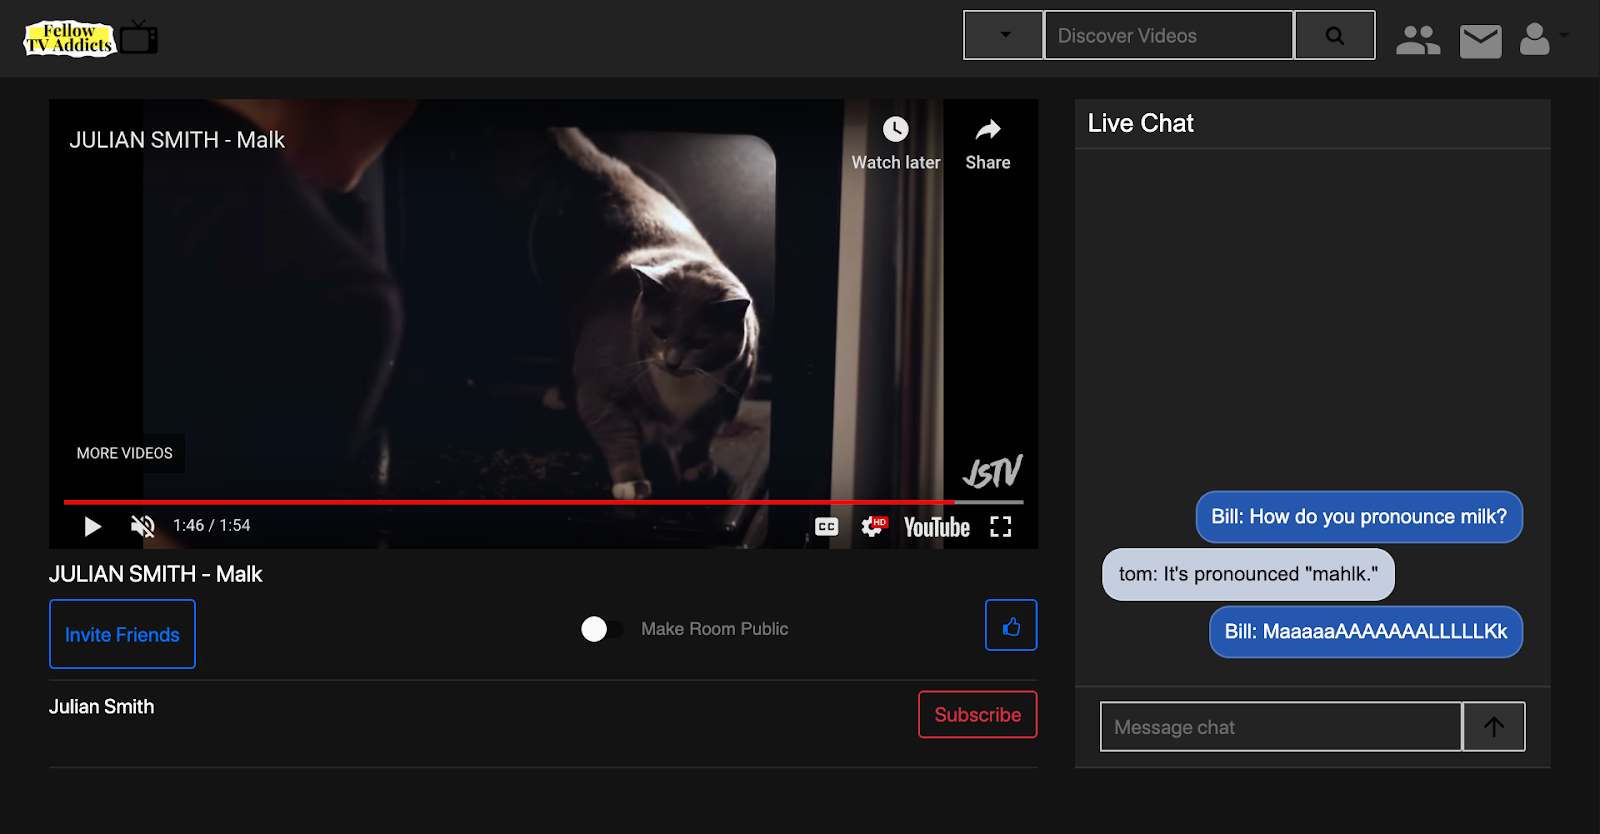 Fellow
TV Addicts
Discover Videos
JULIAN SMITH - Malk
Watch later
Share
MORE VIDEOS
JSTV
1:46 / 1:54
CC
HD
YouTube
JULIAN SMITH - Malk
Invite Friends
Make Room Public
Julian Smith
Subscribe
Live Chat
Bill: How do you pronounce milk?
tom: It's pronounced "mahlk."
Bill: MaaaaaAAAAAAALLLLLKk
Message chat